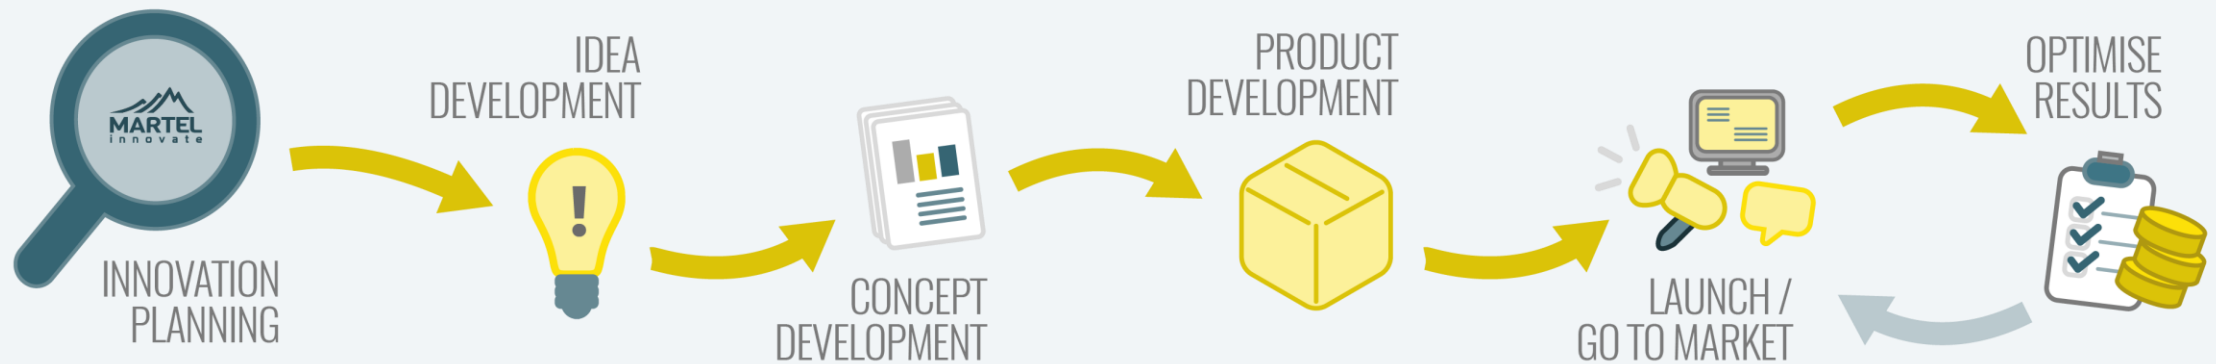 MARTEL
innovate
INNOVATION
PLANNING
IDEA
DEVELOPMENT
!
CONCEPT
DEVELOPMENT
PRODUCT
DEVELOPMENT
LAUNCH /
GO TO MARKET
OPTIMISE
RESULTS